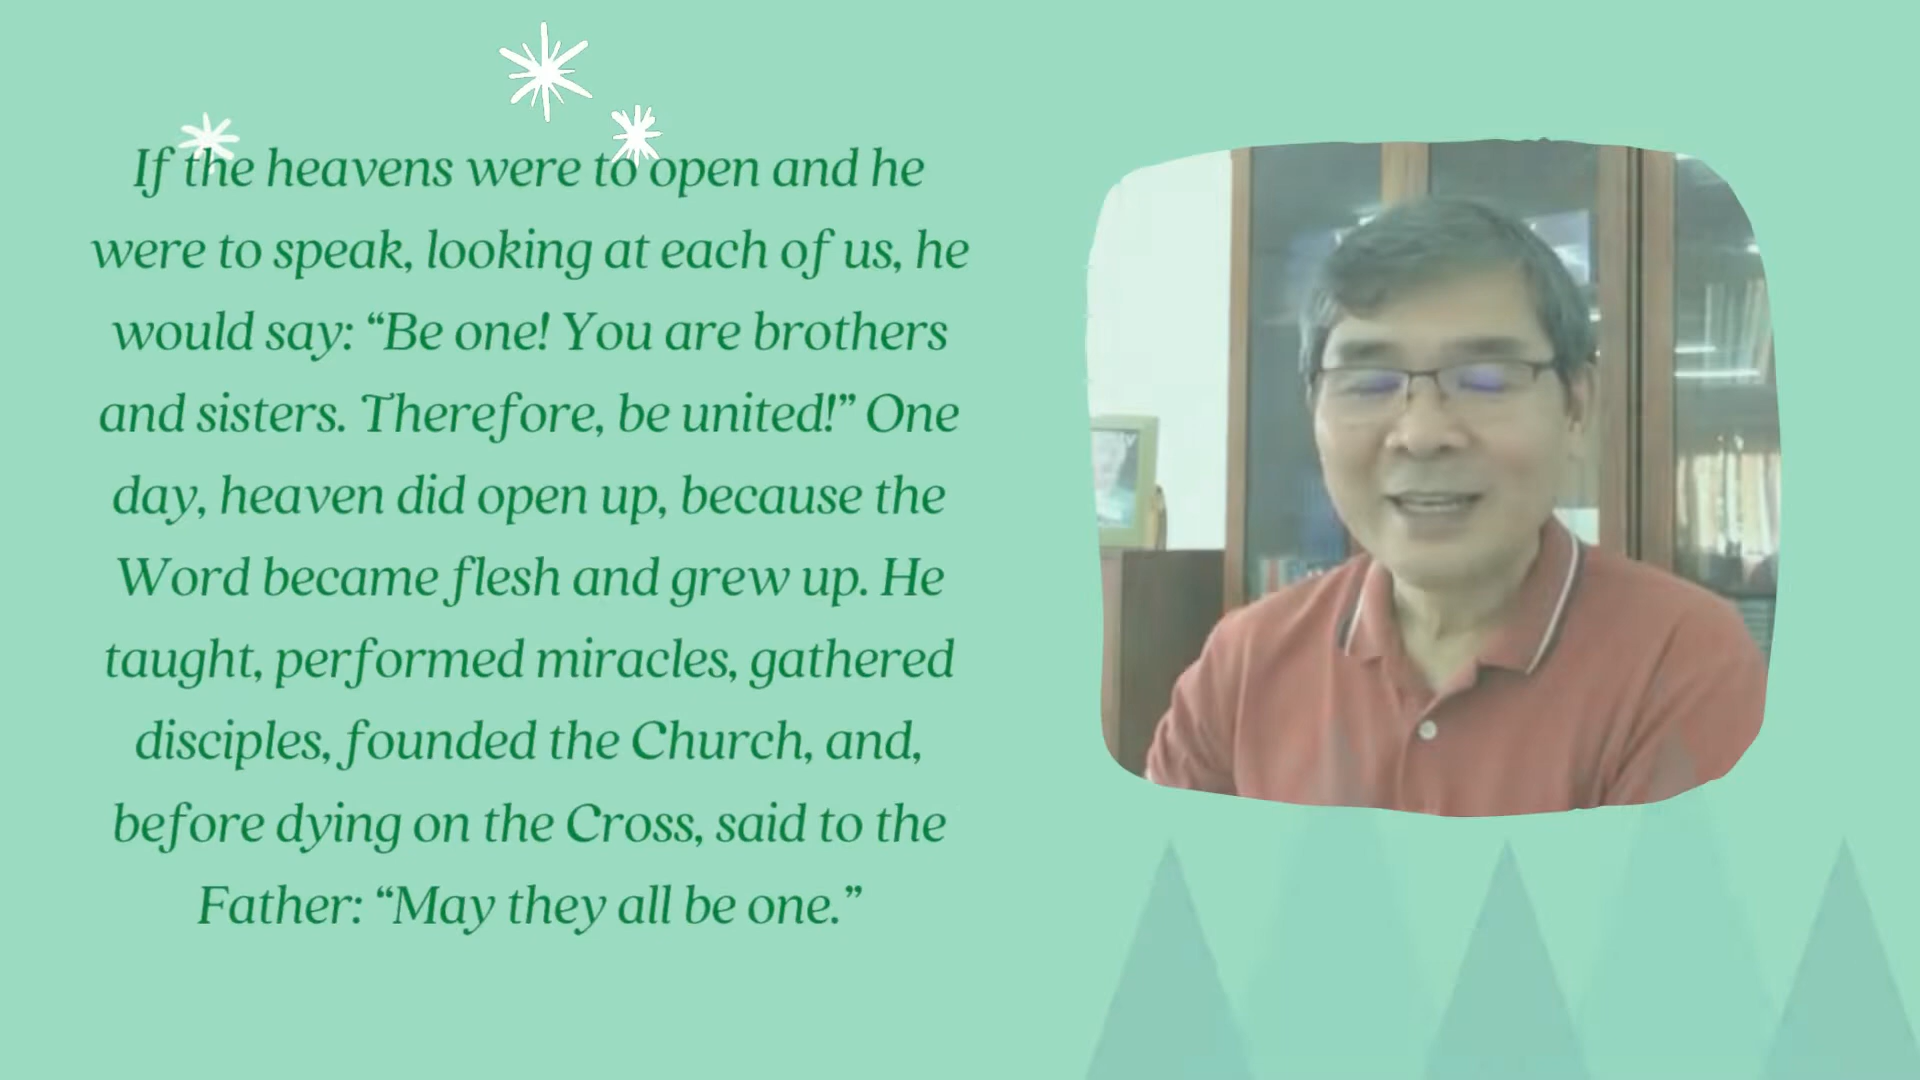 If the heavens were to open and he
were to speak, looking at each of us, he
would say: “Be one! You are brothers
and sisters. Therefore, be united!” One
day, heaven did open up, because the
Word became flesh and grew up. He
taught, performed miracles, gathered
disciples, founded the Church, and,
before dying on the Cross, said to the
Father: “May they all be one.”